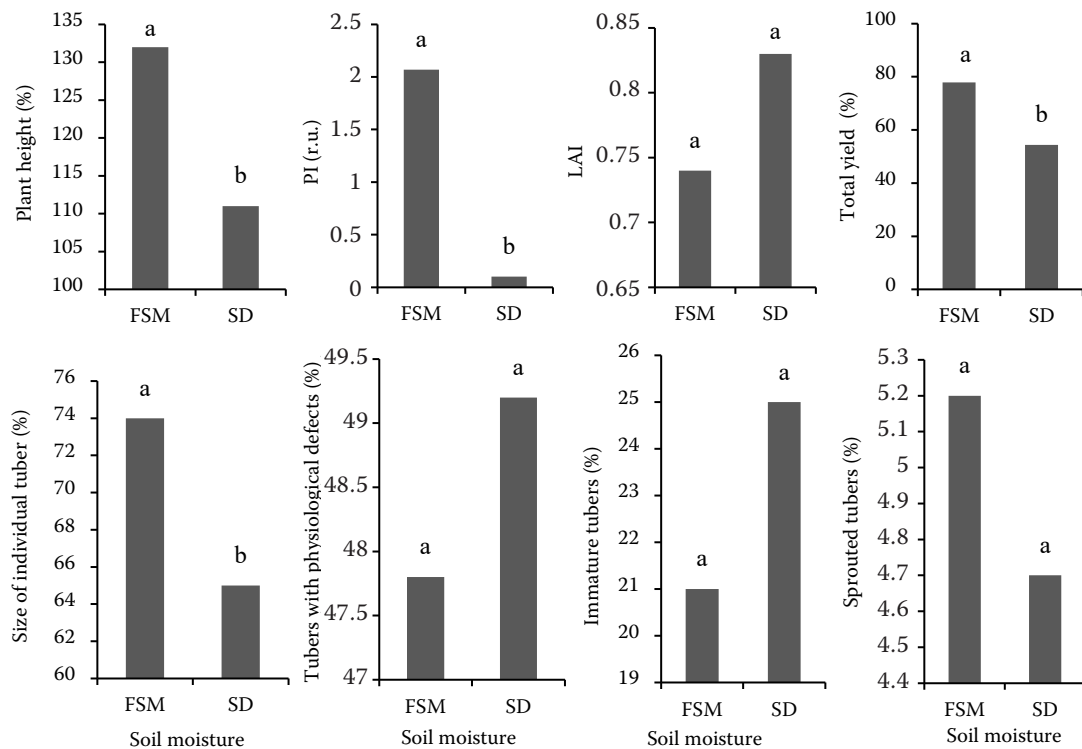 Plant height (%)
135
130
125
120
115
110
105
100
a
b
FSM
SD
PI (r.u.)
2.5
2
1.5
1
0.5
0
a
b
FSM
SD
LAI
0.85
0.8
0.75
0.7
0.65
a
a
FSM
SD
Total yield (%)
100
80
60
40
20
0
a
b
FSM
SD
Size of individual tuber (%)
76
74
72
70
68
66
64
62
60
a
b
FSM
SD
Soil moisture
Tubers with physiological defects (%)
49.5
49
48.5
48
47.5
47
a
a
FSM
SD
Soil moisture
Immature tubers (%)
26
25
24
23
22
21
20
19
a
a
FSM
SD
Soil moisture
Sprouted tubers (%)
5.3
5.2
5.1
5
4.9
4.8
4.7
4.6
4.5
4.4
a
a
FSM
SD
Soil moisture